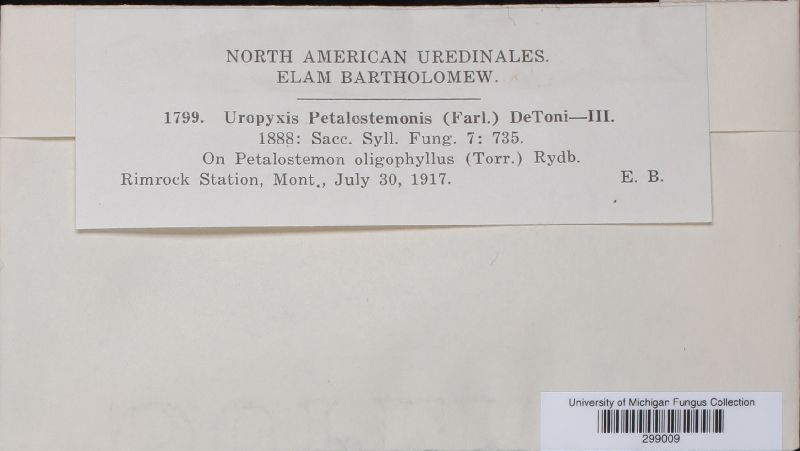 NORTH AMERICAN UREDINALES.
ELAM BARTHOLOMEW.
1799. Uropyxis Petalostemonis (Farl.) DeToni—III.
1888: Sacc. Syll. Fung. 7: 735.
On Petalostemon oligophyllus (Torr.) Rydb.
Rimrock Station, Mont., July 30, 1917. E. B.
University of Michigan Fungus Collection
299009